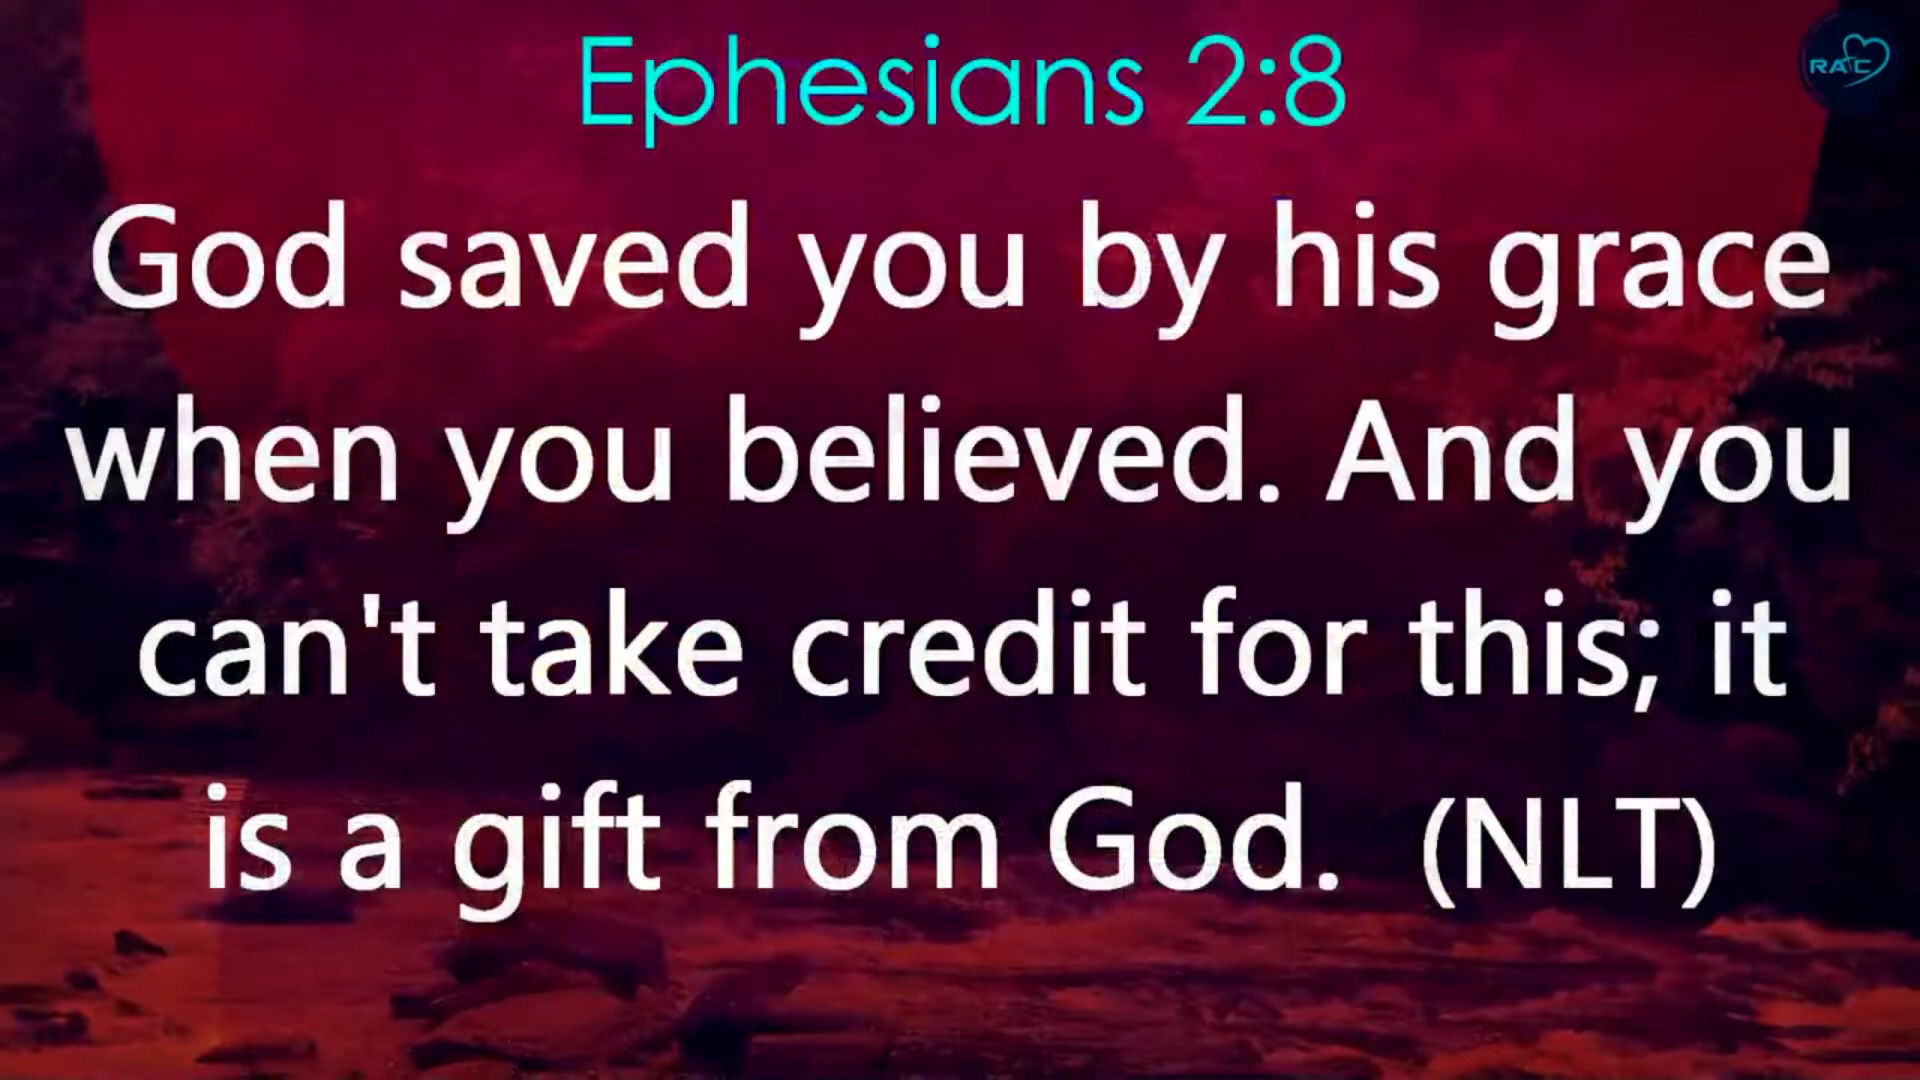 Ephesians 2:8
RAC
God saved you by his grace
when you believed. And you
can't take credit for this; it
is a gift from God. (NLT)